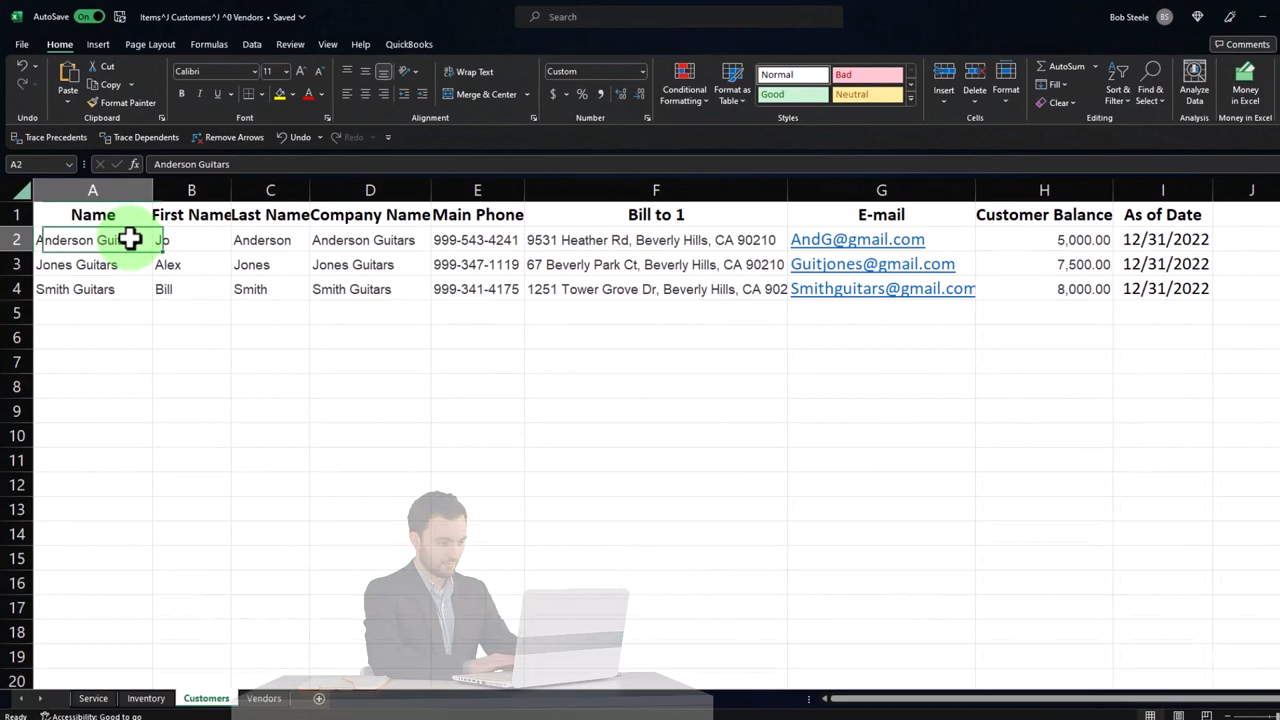 AutoSave On Items^J Customers^J ^0 Vendors • Saved Search Bob Steele BS
File Home Insert Page Layout Formulas Data Review View Help QuickBooks Comments
Cut Calibri 11 Wrap Text Custom Normal Bad AutoSum
Copy Fill
Paste Format Painter B I U A Merge & Center $ % Conditional Formatting Format as Table Good Neutral Insert Delete Format Clear Sort & Filter Find & Select Analyze Data Money in Excel
Undo Clipboard Font Alignment Number Styles Cells Editing Analysis Money in Excel
Trace Precedents Trace Dependents Remove Arrows Undo Redo
A2 fx Anderson Guitars
A B C D E F G H I J
1 Name First Name Last Name Company Name Main Phone Bill to 1 E-mail Customer Balance As of Date
2 Anderson Gui Jo Anderson Anderson Guitars 999-543-4241 9531 Heather Rd, Beverly Hills, CA 90210 AndG@gmail.com 5,000.00 12/31/2022
3 Jones Guitars Alex Jones Jones Guitars 999-347-1119 67 Beverly Park Ct, Beverly Hills, CA 90210 Guitjones@gmail.com 7,500.00 12/31/2022
4 Smith Guitars Bill Smith Smith Guitars 999-341-4175 1251 Tower Grove Dr, Beverly Hills, CA 902 Smithguitars@gmail.com 8,000.00 12/31/2022
5
6
7
8
9
10
11
12
13
14
15
16
17
18
19
20
Service Inventory Customers Vendors
Ready Accessibility: Good to go